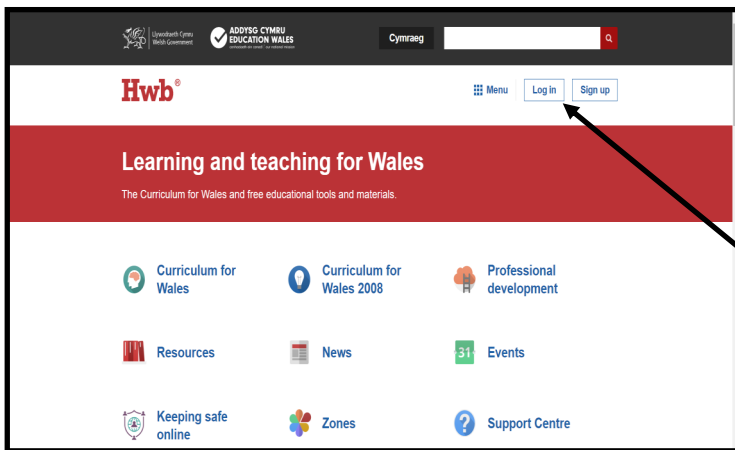 Llywodraeth Cymru
Welsh Government
ADDYSG CYMRU
EDUCATION WALES
Cymraeg
Hwb®
Menu
Log in
Sign up
Learning and teaching for Wales
The Curriculum for Wales and free educational tools and materials.
Curriculum for
Wales
Curriculum for
Wales 2008
Professional
development
Resources
News
31
Events
Keeping safe
online
Zones
?
Support Centre